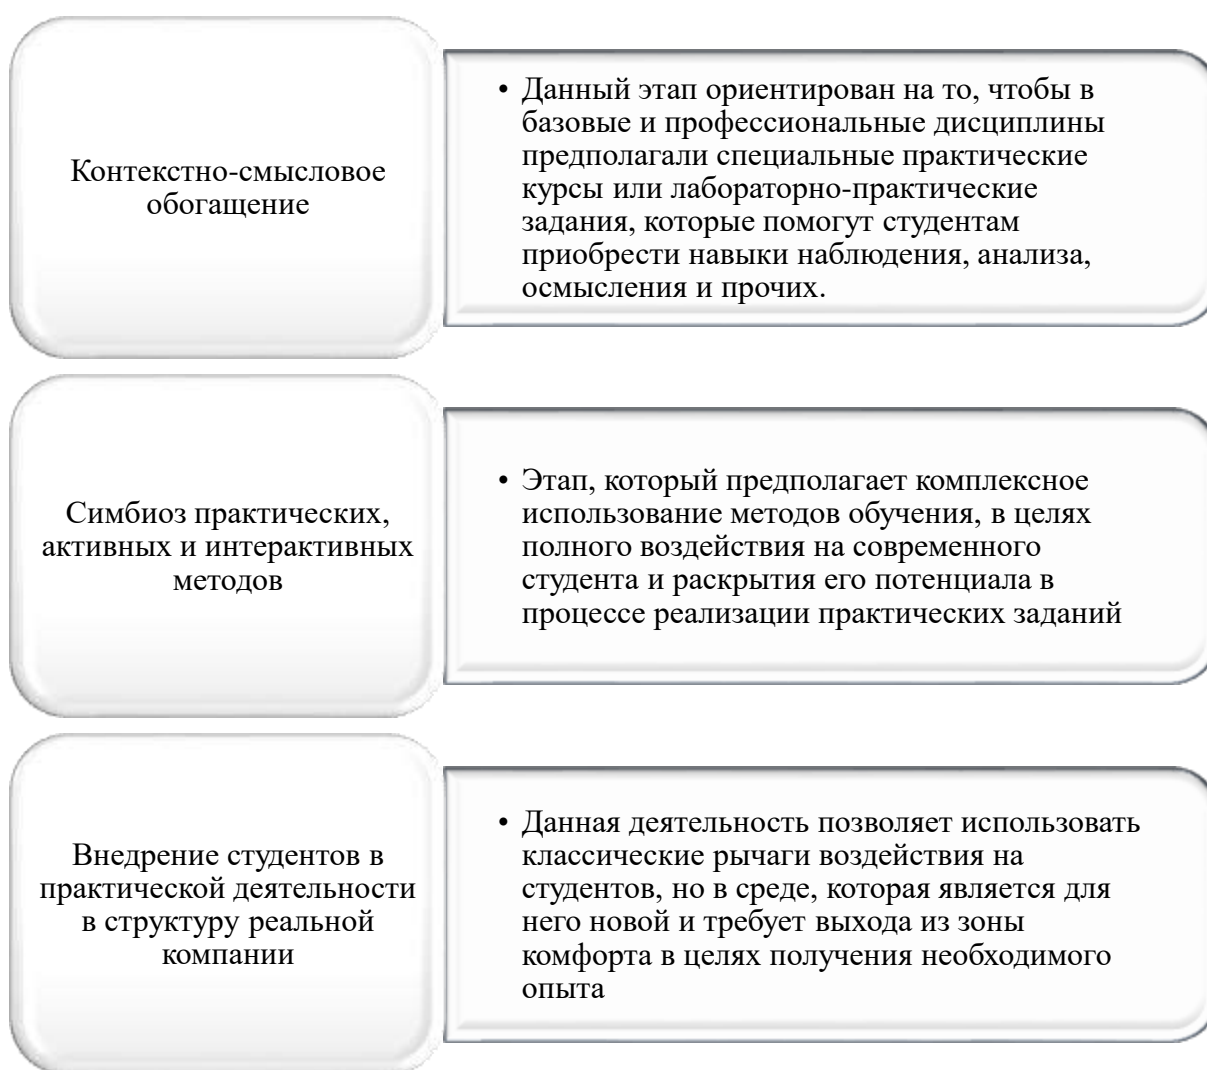 Контекстно-смысловое
обогащение
• Данный этап ориентирован на то, чтобы в
базовые и профессиональные дисциплины
предполагали специальные практические
курсы или лабораторно-практические
задания, которые помогут студентам
приобрести навыки наблюдения, анализа,
осмысления и прочих.
Симбиоз практических,
активных и интерактивных
методов
• Этап, который предполагает комплексное
использование методов обучения, в целях
полного воздействия на современного
студента и раскрытия его потенциала в
процессе реализации практических заданий
Внедрение студентов в
практической деятельности
в структуру реальной
компании
• Данная деятельность позволяет использовать
классические рычаги воздействия на
студентов, но в среде, которая является для
него новой и требует выхода из зоны
комфорта в целях получения необходимого
опыта